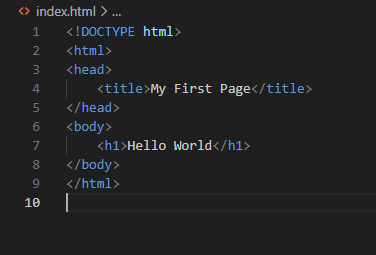 index.html > ...
1 <!DOCTYPE html>
2 <html>
3 <head>
4     <title>My First Page</title>
5 </head>
6 <body>
7     <h1>Hello World</h1>
8 </body>
9 </html>
10